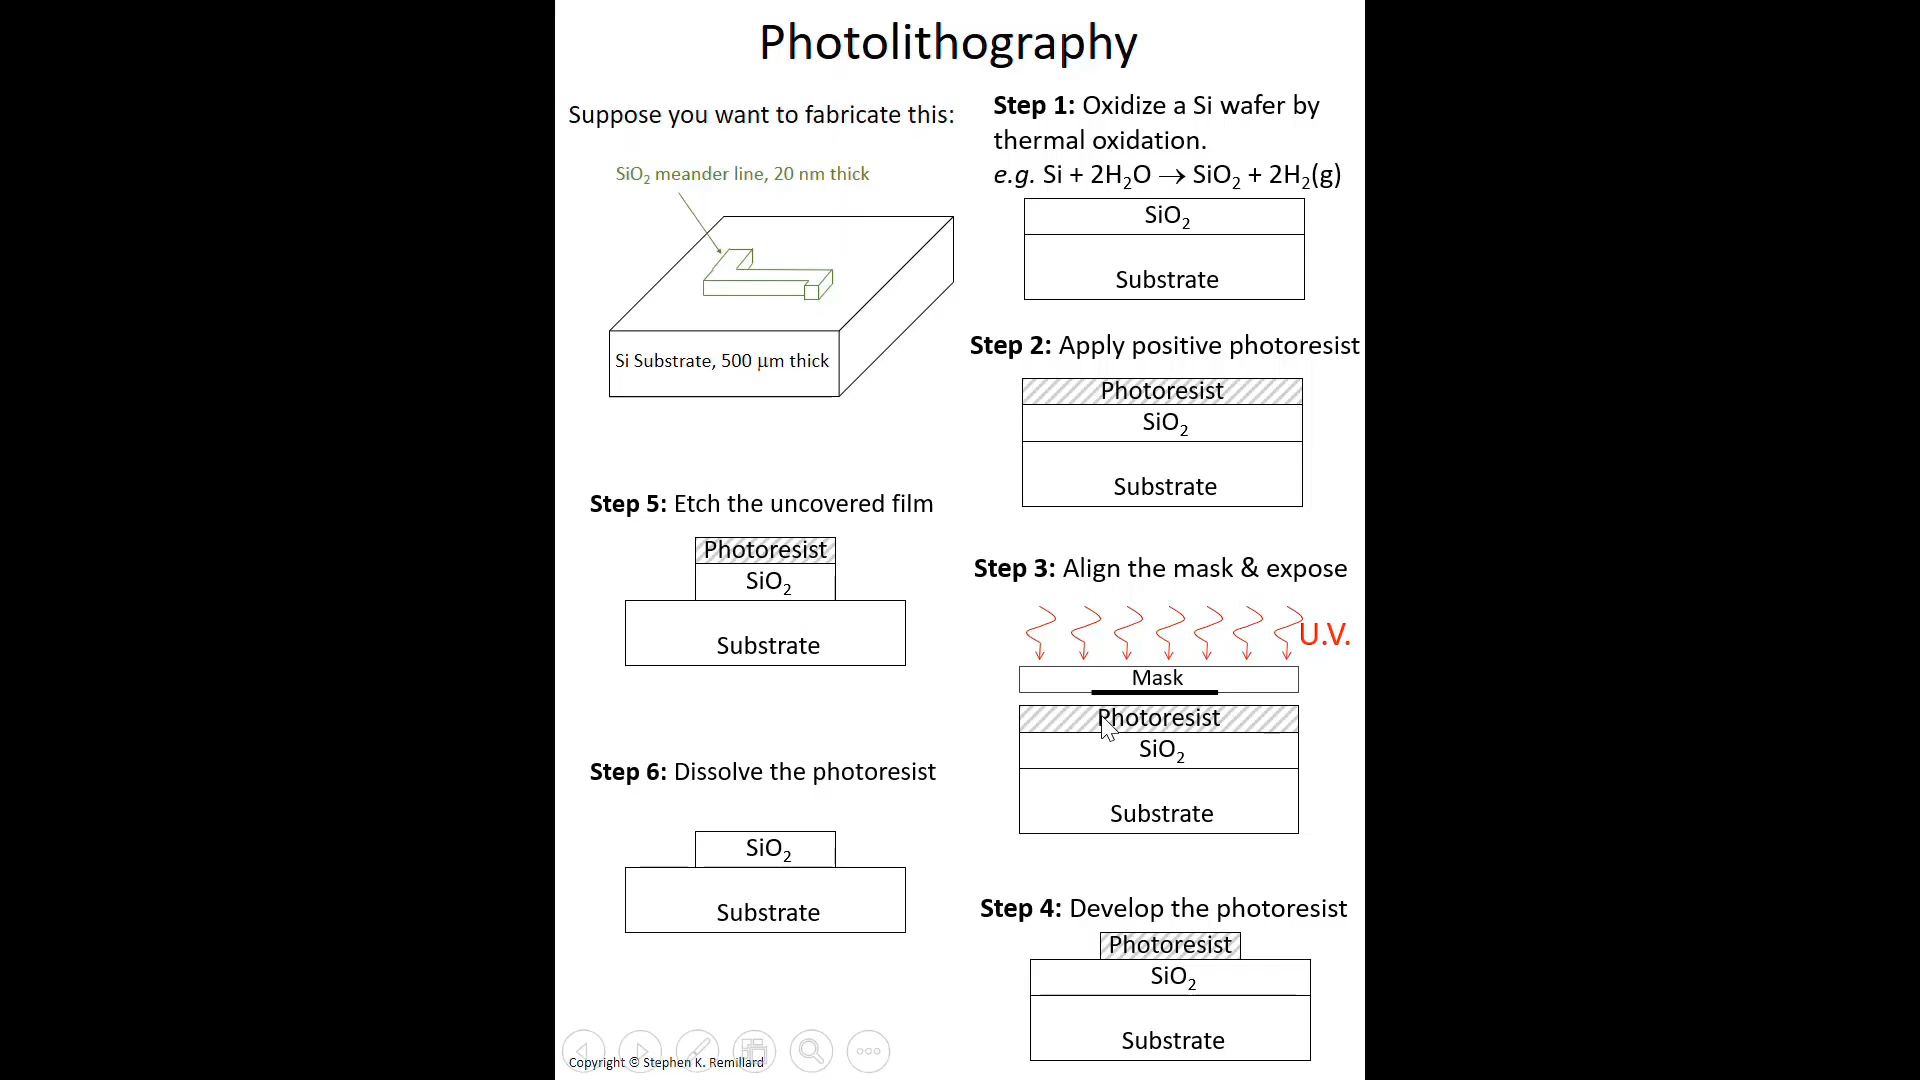 Photolithography
Suppose you want to fabricate this:
SiO₂ meander line, 20 nm thick
Si Substrate, 500 μm thick
Step 1: Oxidize a Si wafer by
thermal oxidation.
e.g. Si + 2H₂O → SiO₂ + 2H₂(g)
SiO₂
Substrate
Step 2: Apply positive photoresist
Photoresist
SiO₂
Substrate
Step 3: Align the mask & expose
U.V.
Mask
Photoresist
SiO₂
Substrate
Step 4: Develop the photoresist
Photoresist
SiO₂
Substrate
Step 5: Etch the uncovered film
Photoresist
SiO₂
Substrate
Step 6: Dissolve the photoresist
SiO₂
Substrate
Copyright © Stephen K. Remillard